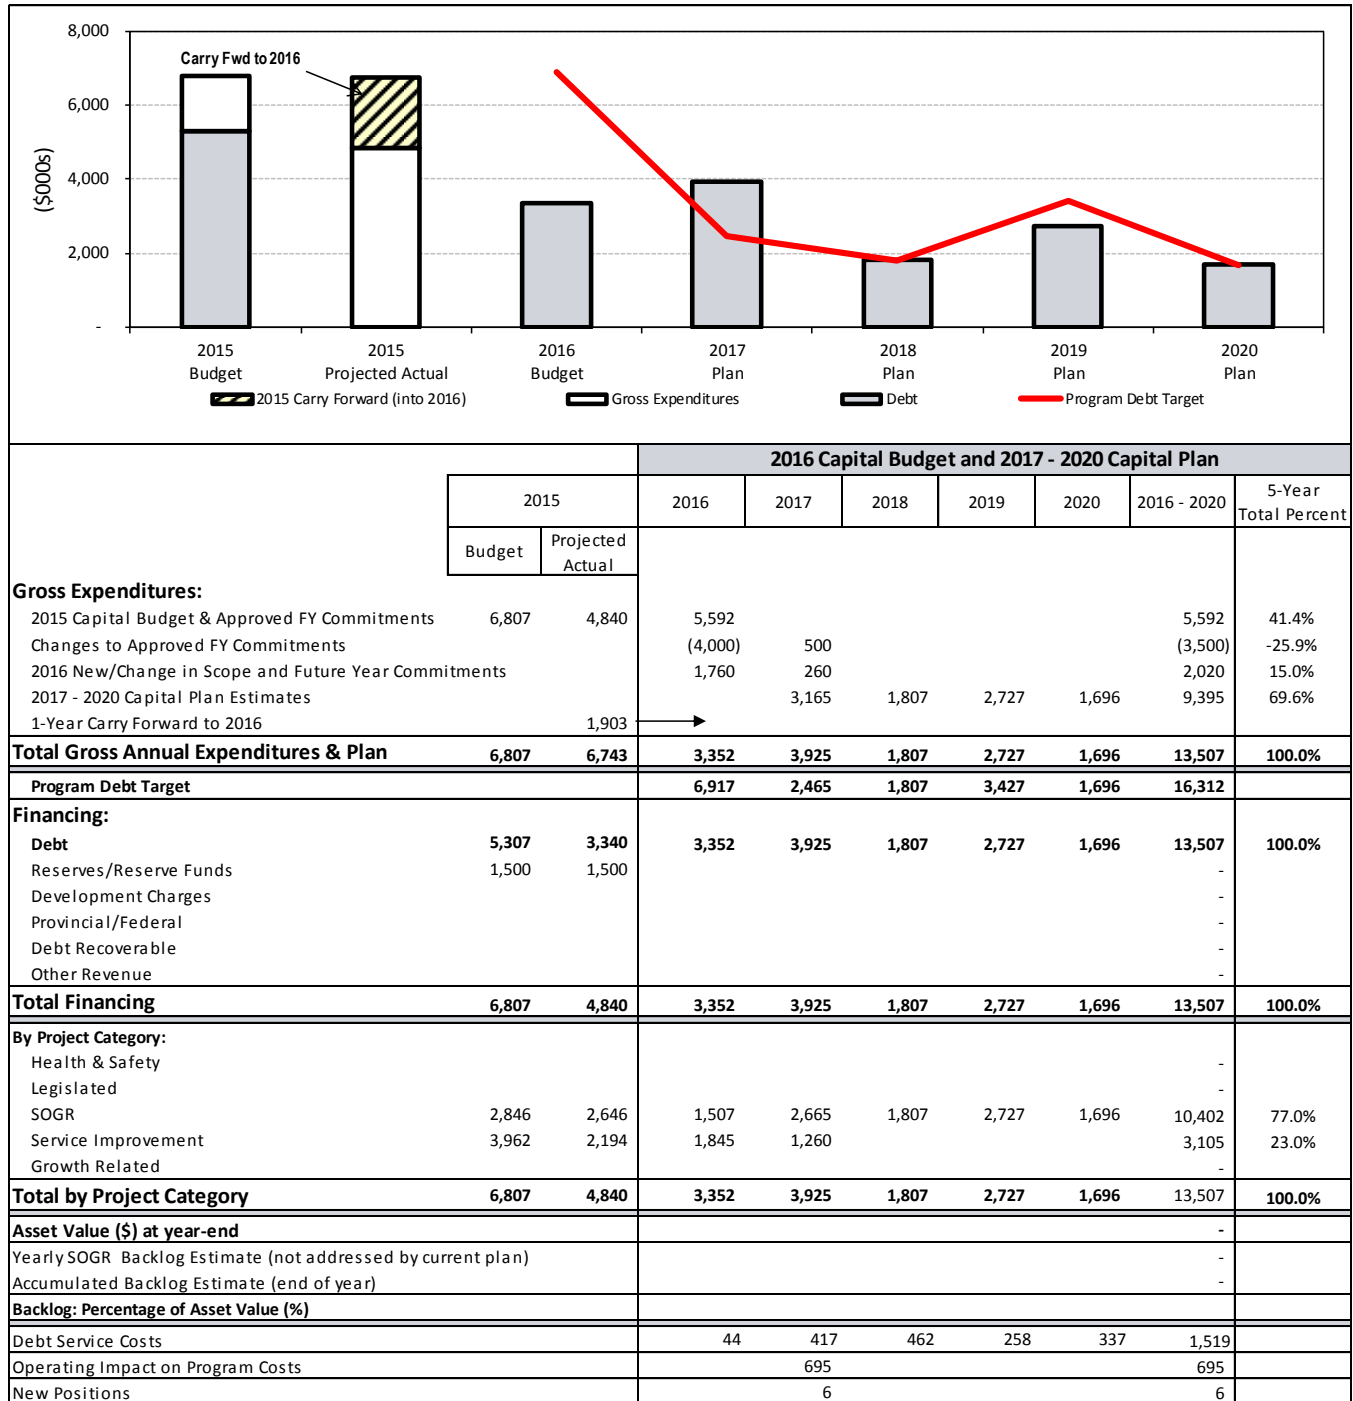 8,000
6,000
4,000
2,000
-
($000s)
Carry Fwd to 2016
2015 Budget
2015 Projected Actual
2016 Budget
2017 Plan
2018 Plan
2019 Plan
2020 Plan
2015 Carry Forward (into 2016) Gross Expenditures Debt Program Debt Target
2016 Capital Budget and 2017 - 2020 Capital Plan
2015 2016 2017 2018 2019 2020 2016 - 2020 5-Year Total Percent
Budget Projected Actual
Gross Expenditures:
2015 Capital Budget & Approved FY Commitments 6,807 4,840 5,592 5,592 41.4%
Changes to Approved FY Commitments (4,000) 500 (3,500) -25.9%
2016 New/Change in Scope and Future Year Commitments 1,760 260 2,020 15.0%
2017 - 2020 Capital Plan Estimates 3,165 1,807 2,727 1,696 9,395 69.6%
1-Year Carry Forward to 2016 1,903
Total Gross Annual Expenditures & Plan 6,807 6,743 3,352 3,925 1,807 2,727 1,696 13,507 100.0%
Program Debt Target 6,917 2,465 1,807 3,427 1,696 16,312
Financing:
Debt 5,307 3,340 3,352 3,925 1,807 2,727 1,696 13,507 100.0%
Reserves/Reserve Funds 1,500 1,500 -
Development Charges -
Provincial/Federal -
Debt Recoverable -
Other Revenue -
Total Financing 6,807 4,840 3,352 3,925 1,807 2,727 1,696 13,507 100.0%
By Project Category:
Health & Safety -
Legislated -
SOGR 2,846 2,646 1,507 2,665 1,807 2,727 1,696 10,402 77.0%
Service Improvement 3,962 2,194 1,845 1,260 3,105 23.0%
Growth Related -
Total by Project Category 6,807 4,840 3,352 3,925 1,807 2,727 1,696 13,507 100.0%
Asset Value ($) at year-end -
Yearly SOGR Backlog Estimate (not addressed by current plan) -
Accumulated Backlog Estimate (end of year) -
Backlog: Percentage of Asset Value (%)
Debt Service Costs 44 417 462 258 337 1,519
Operating Impact on Program Costs 695 695
New Positions 6 6